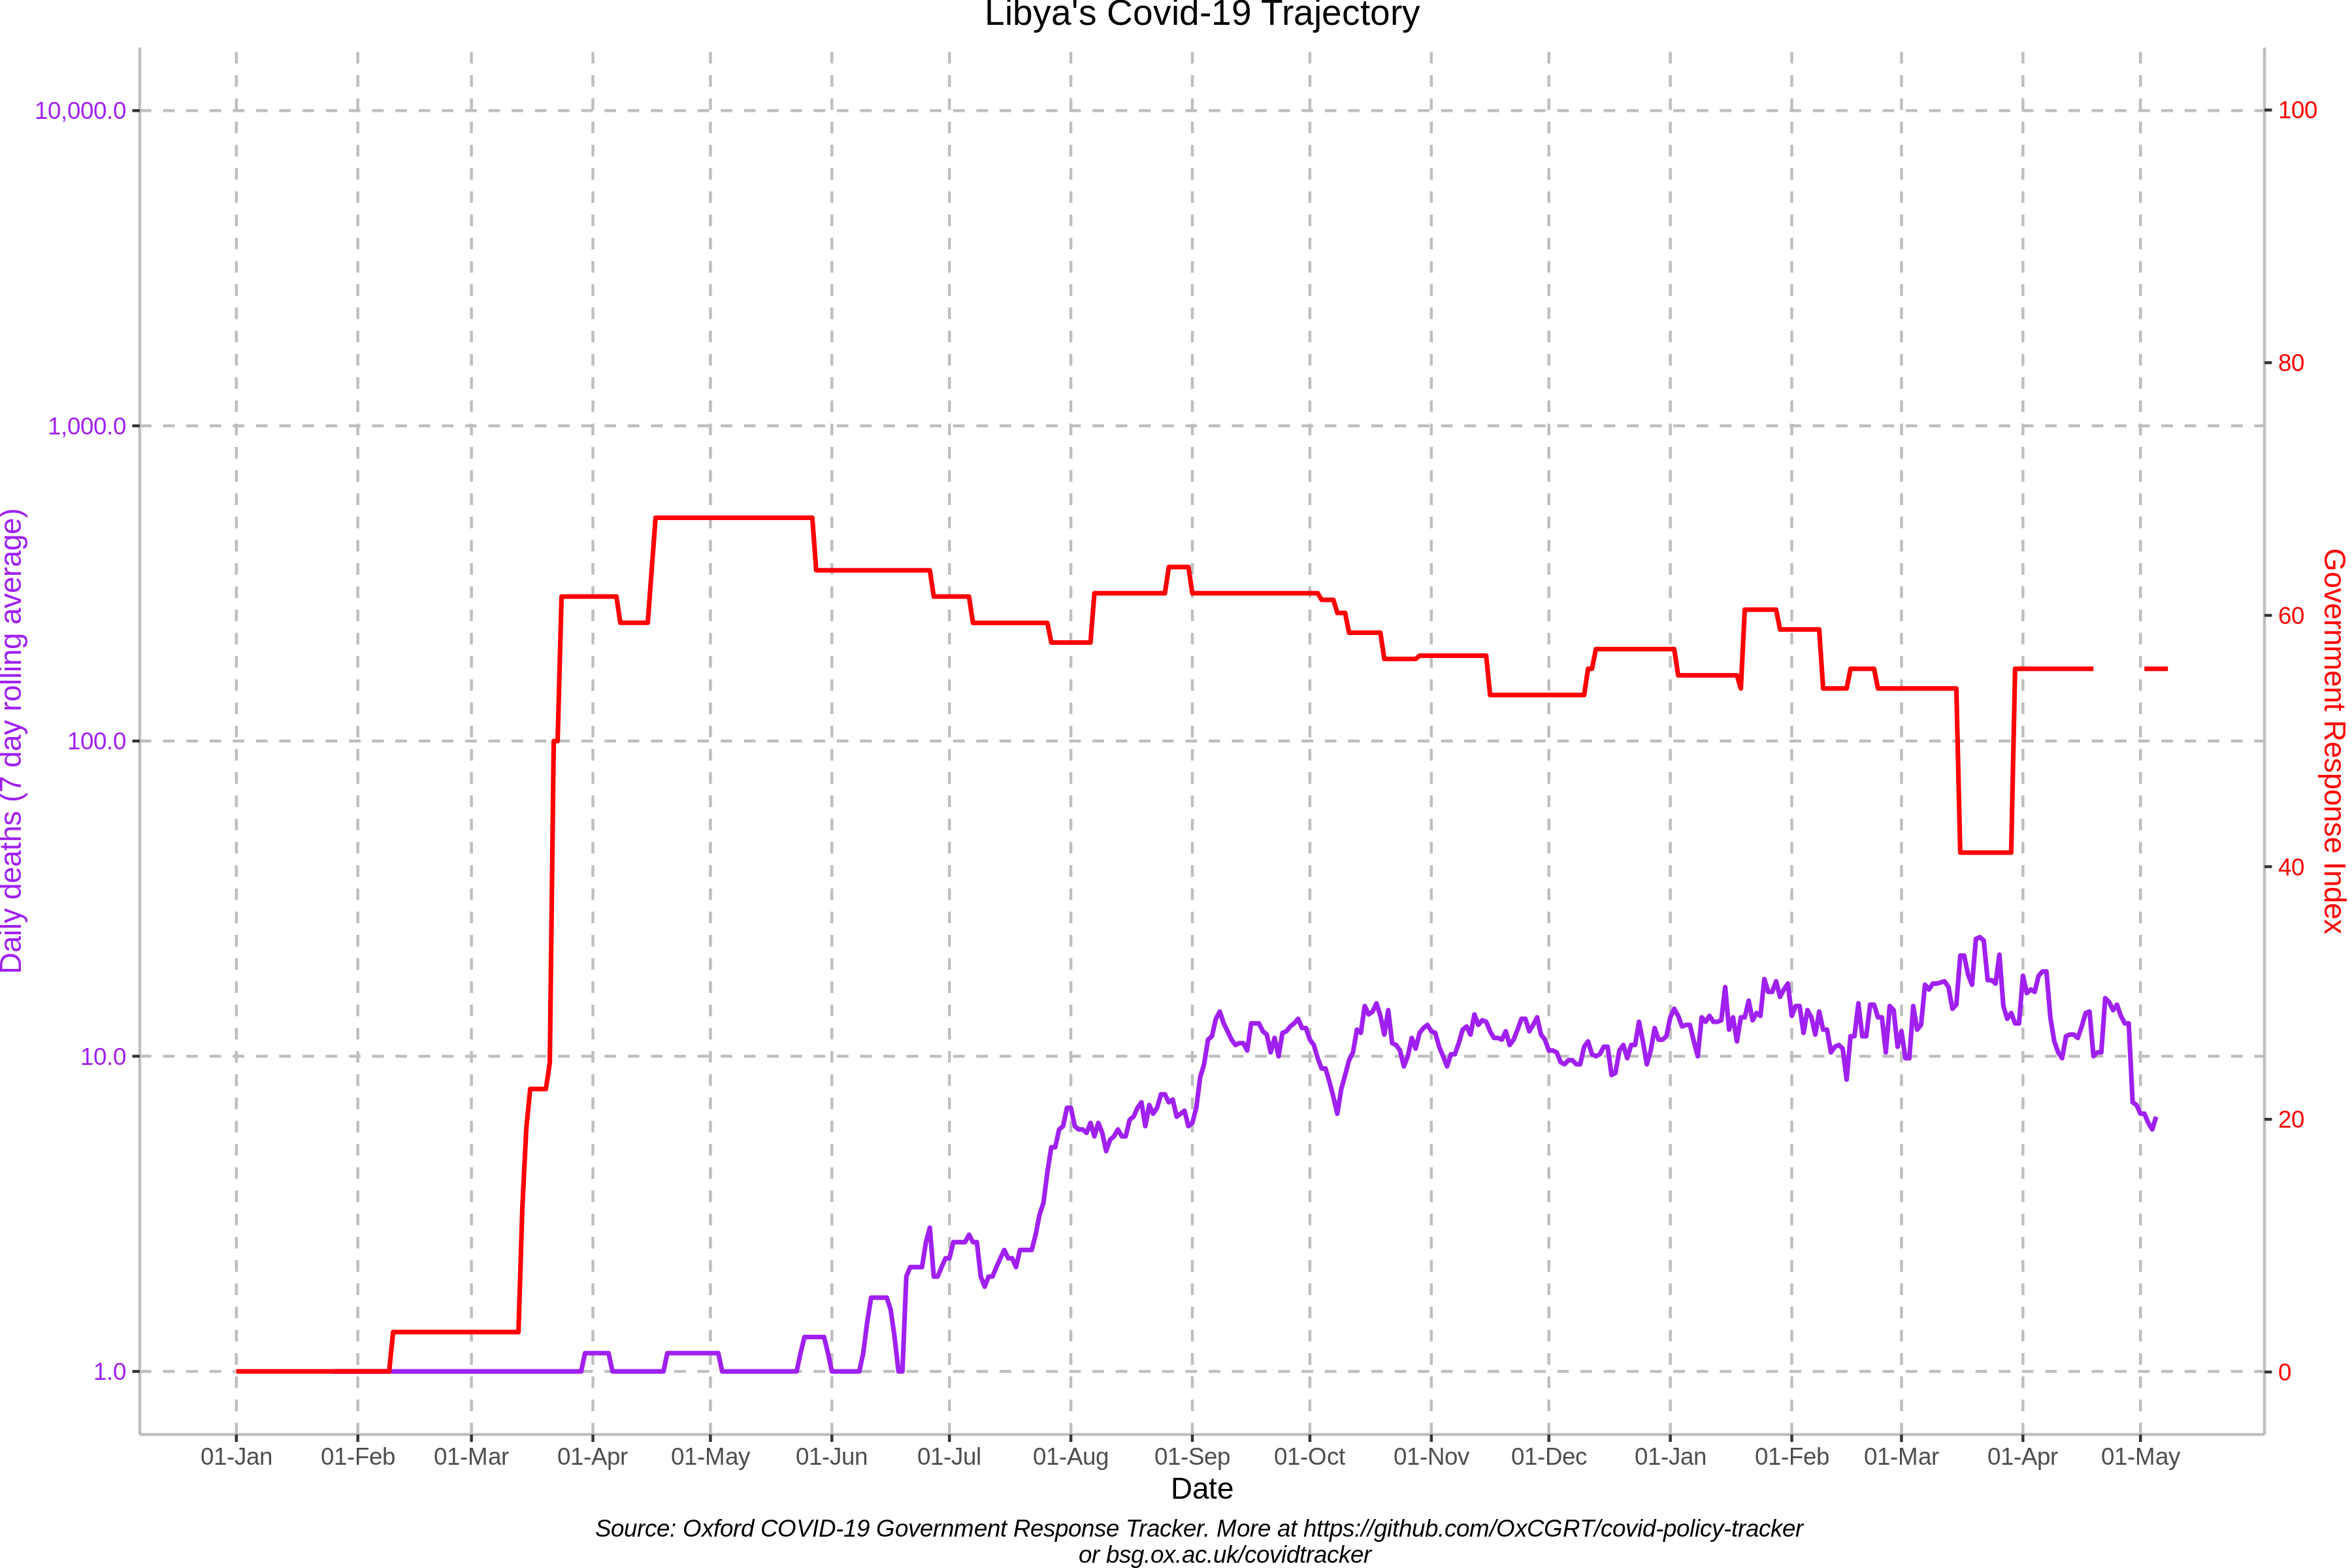 Libya's Covid-19 Trajectory
10,000.0
1,000.0
100.0
10.0
1.0
Daily deaths (7 day rolling average)
100
80
60
40
20
0
Government Response Index
01-Jan 01-Feb 01-Mar 01-Apr 01-May 01-Jun 01-Jul 01-Aug 01-Sep 01-Oct 01-Nov 01-Dec 01-Jan 01-Feb 01-Mar 01-Apr 01-May
Date
Source: Oxford COVID-19 Government Response Tracker. More at https://github.com/OxCGRT/covid-policy-tracker
or bsg.ox.ac.uk/covidtracker